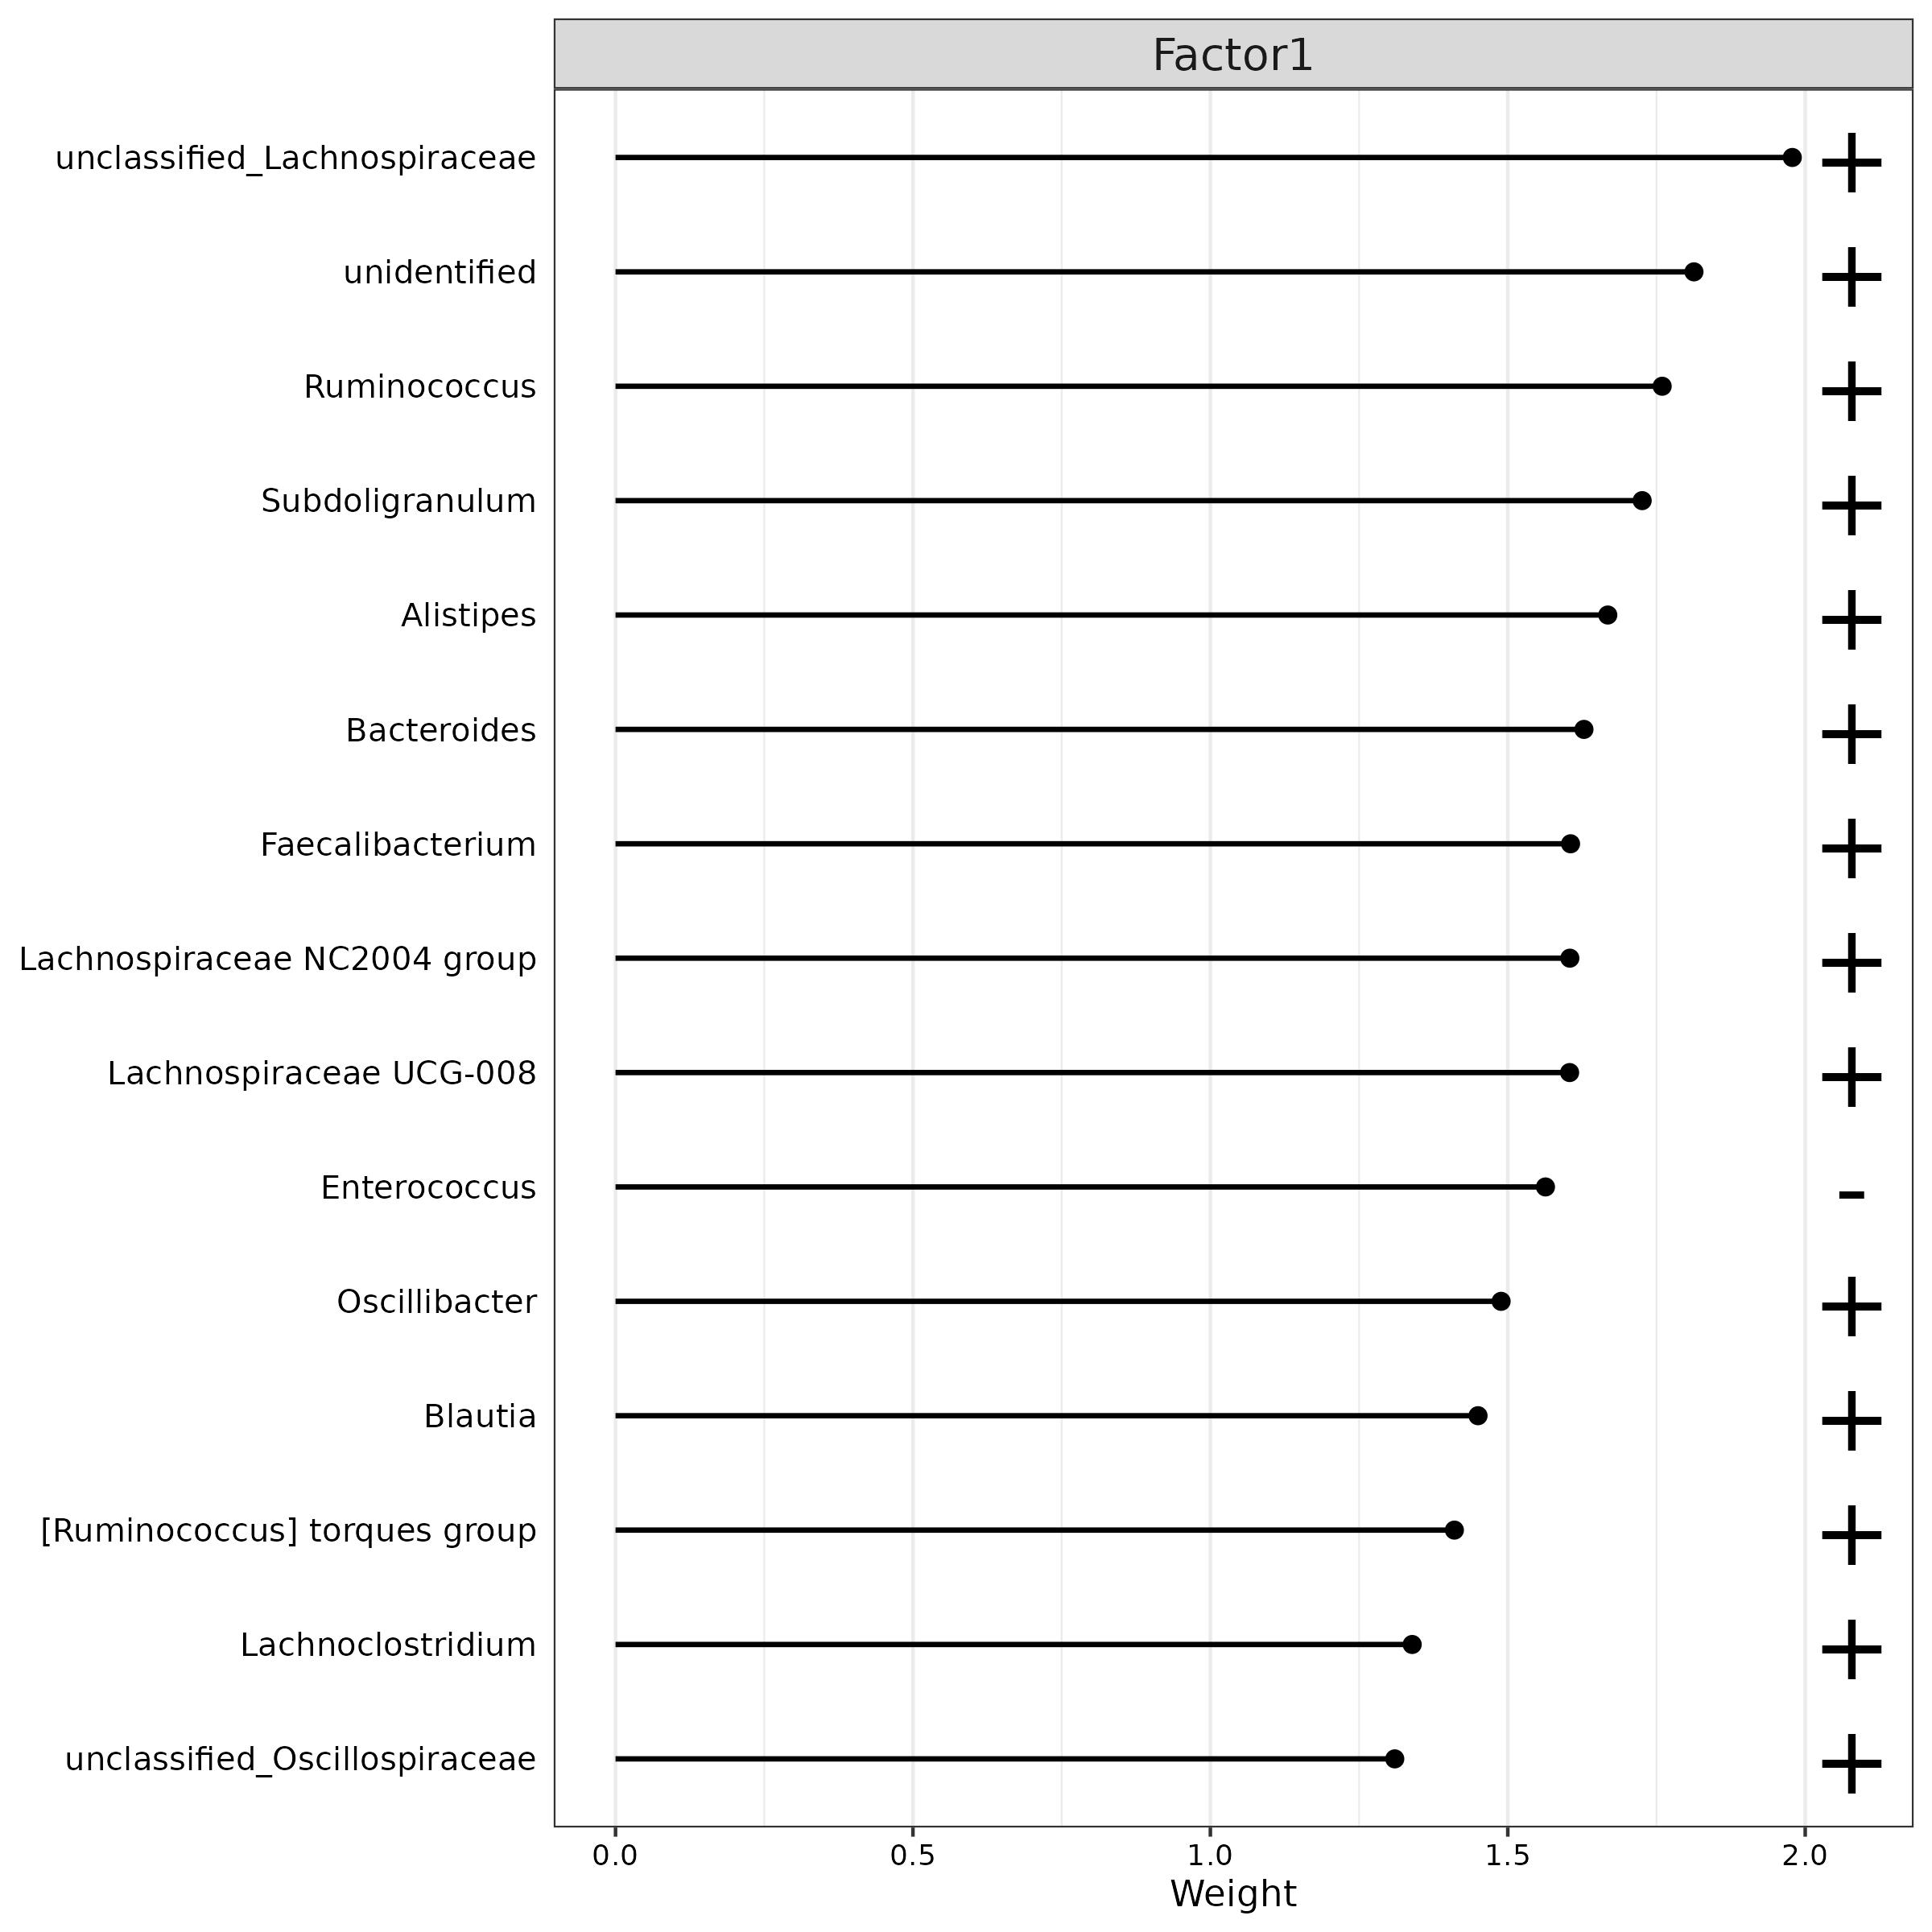 Factor1
unclassified_Lachnospiraceae +
unidentified +
Ruminococcus +
Subdoligranulum +
Alistipes +
Bacteroides +
Faecalibacterium +
Lachnospiraceae NC2004 group +
Lachnospiraceae UCG-008 +
Enterococcus -
Oscillibacter +
Blautia +
[Ruminococcus] torques group +
Lachnoclostridium +
unclassified_Oscillospiraceae +
0.0 0.5 1.0 1.5 2.0
Weight